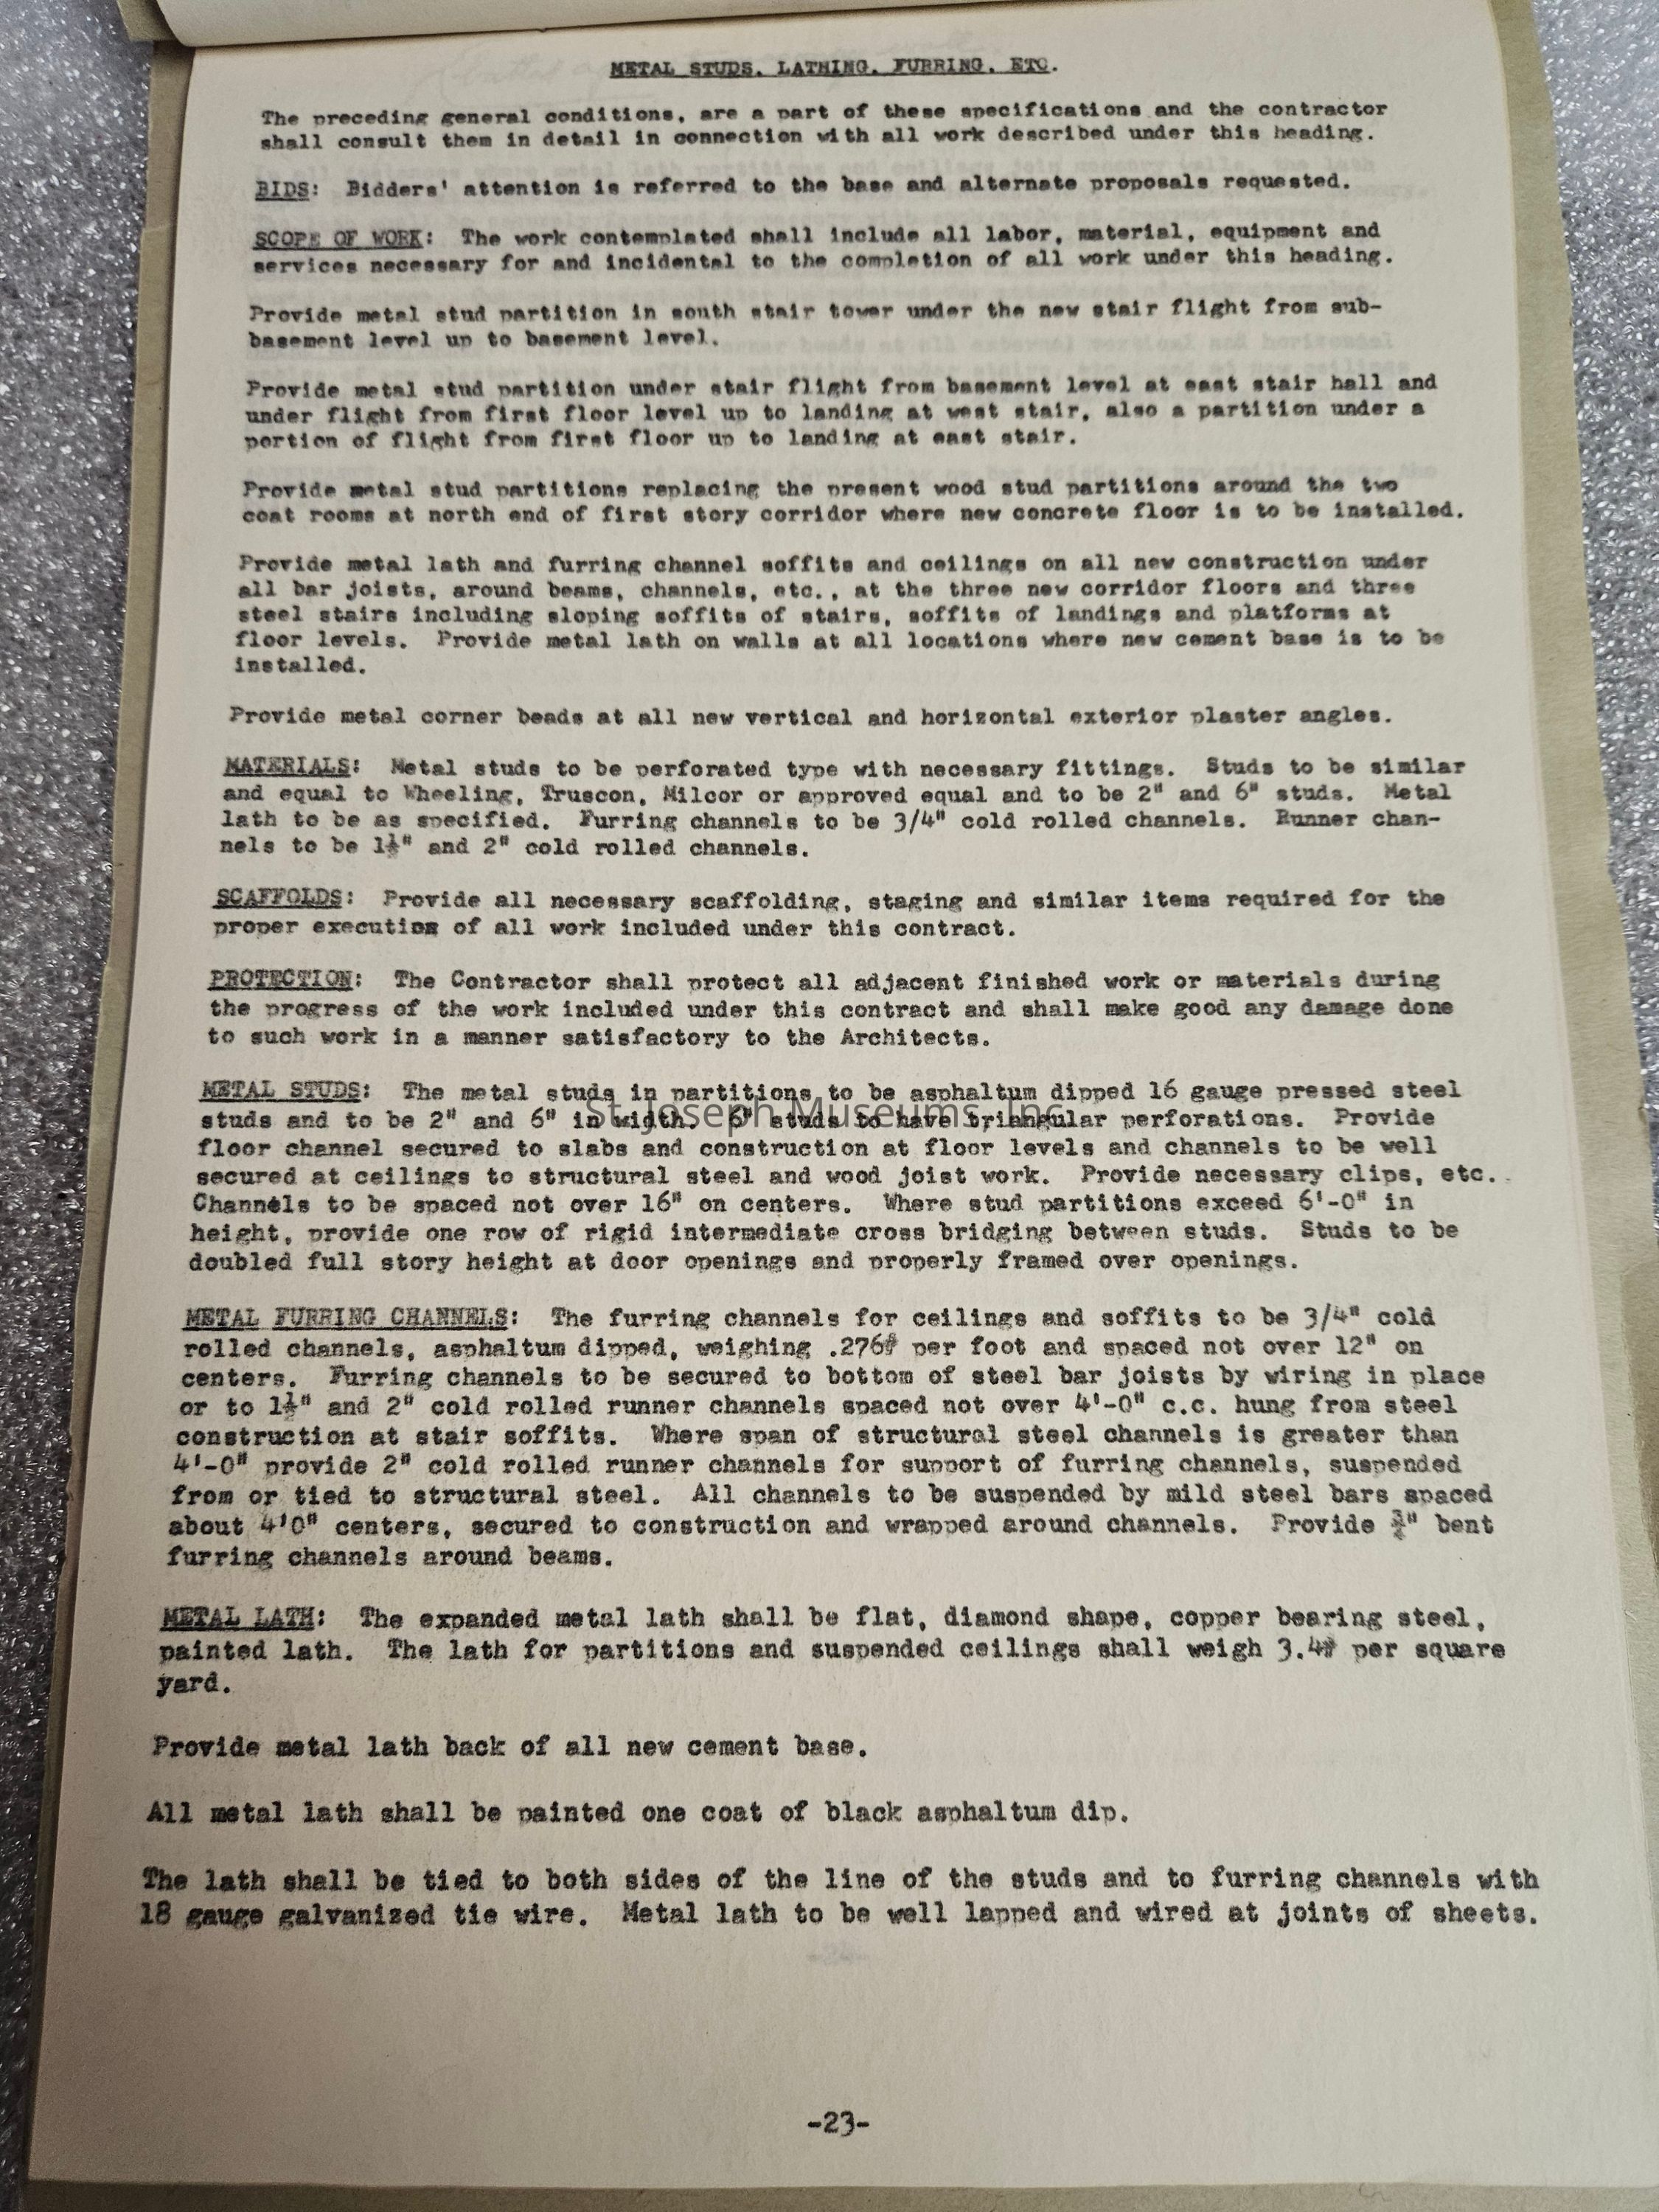 METAL STUDS, LATHING, FURRING, ETC.
The preceding general conditions, are a part of these specifications and the contractor
shall consult them in detail in connection with all work described under this heading.
BIDS: Bidders' attention is referred to the base and alternate proposals requested.
SCOPE OF WORK: The work contemplated shall include all labor, material, equipment and
services necessary for and incidental to the completion of all work under this heading.
Provide metal stud partition in south stair tower under the new stair flight from sub-
basement level up to basement level.
Provide metal stud partition under stair flight from basement level at east stair hall and
under flight from first floor level up to landing at west stair, also a partition under a
portion of flight from first floor up to landing at east stair.
Provide metal stud partitions replacing the present wood stud partitions around the two
coat rooms at north end of first story corridor where new concrete floor is to be installed.
Provide metal lath and furring channel soffits and ceilings on all new construction under
all bar joists, around beams, channels, etc., at the three new corridor floors and three
steel stairs including sloping soffits of stairs, soffits of landings and platforms at
floor levels. Provide metal lath on walls at all locations where new cement base is to be
installed.
Provide metal corner beads at all new vertical and horizontal exterior plaster angles.
MATERIALS: Metal studs to be perforated type with necessary fittings. Studs to be similar
and equal to Wheeling, Truscon, Milcor or approved equal and to be 2" and 6" studs. Metal
lath to be as specified. Furring channels to be 3/4" cold rolled channels. Runner chan-
nels to be 1½" and 2" cold rolled channels.
SCAFFOLDS: Provide all necessary scaffolding, staging and similar items required for the
proper execution of all work included under this contract.
PROTECTION: The Contractor shall protect all adjacent finished work or materials during
the progress of the work included under this contract and shall make good any damage done
to such work in a manner satisfactory to the Architects.
METAL STUDS: The metal studs in partitions to be asphaltum dipped 16 gauge pressed steel
St. Joseph Museums, Inc.
studs and to be 2" and 6" in width. 6" studs to have triangular perforations. Provide
floor channel secured to slabs and construction at floor levels and channels to be well
secured at ceilings to structural steel and wood joist work. Provide necessary clips, etc.
Channels to be spaced not over 16" on centers. Where stud partitions exceed 6'-0" in
height, provide one row of rigid intermediate cross bridging between studs. Studs to be
doubled full story height at door openings and properly framed over openings.
METAL FURRING CHANNELS: The furring channels for ceilings and soffits to be 3/4" cold
rolled channels, asphaltum dipped, weighing .276# per foot and spaced not over 12" on
centers. Furring channels to be secured to bottom of steel bar joists by wiring in place
or to 1½" and 2" cold rolled runner channels spaced not over 4'-0" c.c. hung from steel
construction at stair soffits. Where span of structural steel channels is greater than
4'-0" provide 2" cold rolled runner channels for support of furring channels, suspended
from or tied to structural steel. All channels to be suspended by mild steel bars spaced
about 4'0" centers, secured to construction and wrapped around channels. Provide ¾" bent
furring channels around beams.
METAL LATH: The expanded metal lath shall be flat, diamond shape, copper bearing steel,
painted lath. The lath for partitions and suspended ceilings shall weigh 3.4# per square
yard.
Provide metal lath back of all new cement base.
All metal lath shall be painted one coat of black asphaltum dip.
The lath shall be tied to both sides of the line of the studs and to furring channels with
18 gauge galvanized tie wire. Metal lath to be well lapped and wired at joints of sheets.
-23-